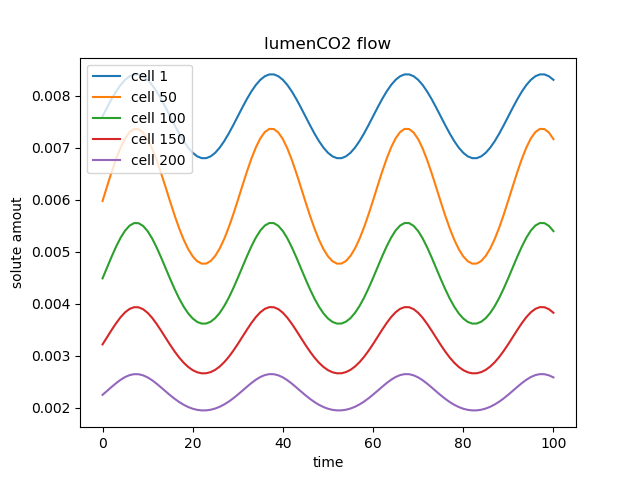 lumenCO2 flow
cell 1
cell 50
cell 100
cell 150
cell 200
solute amout
0.008
0.007
0.006
0.005
0.004
0.003
0.002
0 20 40 60 80 100
time